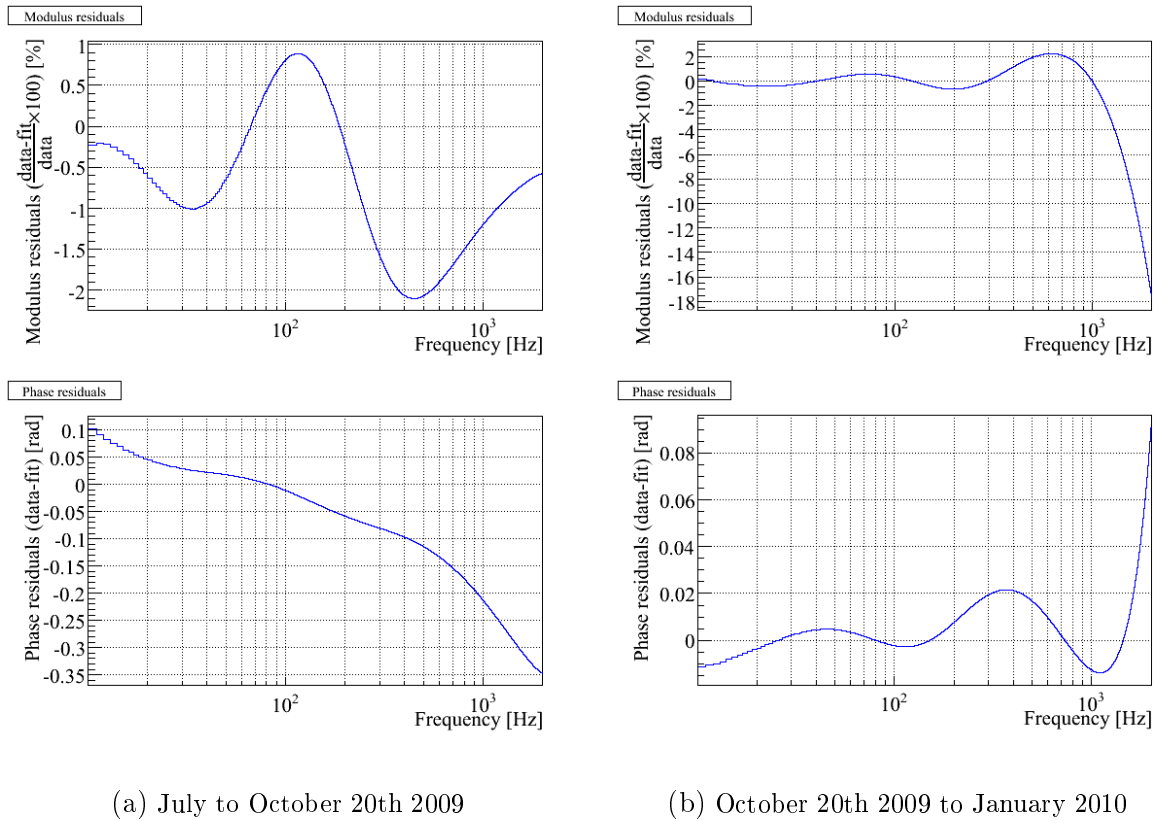 Modulus residuals
Modulus residuals (data-fit/data ×100) [%]
1
0.5
0
-0.5
-1
-1.5
-2
10²
10³
Frequency [Hz]
Modulus residuals
Modulus residuals (data-fit/data ×100) [%]
2
0
-2
-4
-6
-8
-10
-12
-14
-16
-18
10²
10³
Frequency [Hz]
Phase residuals
Phase residuals (data-fit) [rad]
0.1
0.05
0
-0.05
-0.1
-0.15
-0.2
-0.25
-0.3
-0.35
10²
10³
Frequency [Hz]
Phase residuals
Phase residuals (data-fit) [rad]
0.08
0.06
0.04
0.02
0
10²
10³
Frequency [Hz]
(a) July to October 20th 2009
(b) October 20th 2009 to January 2010